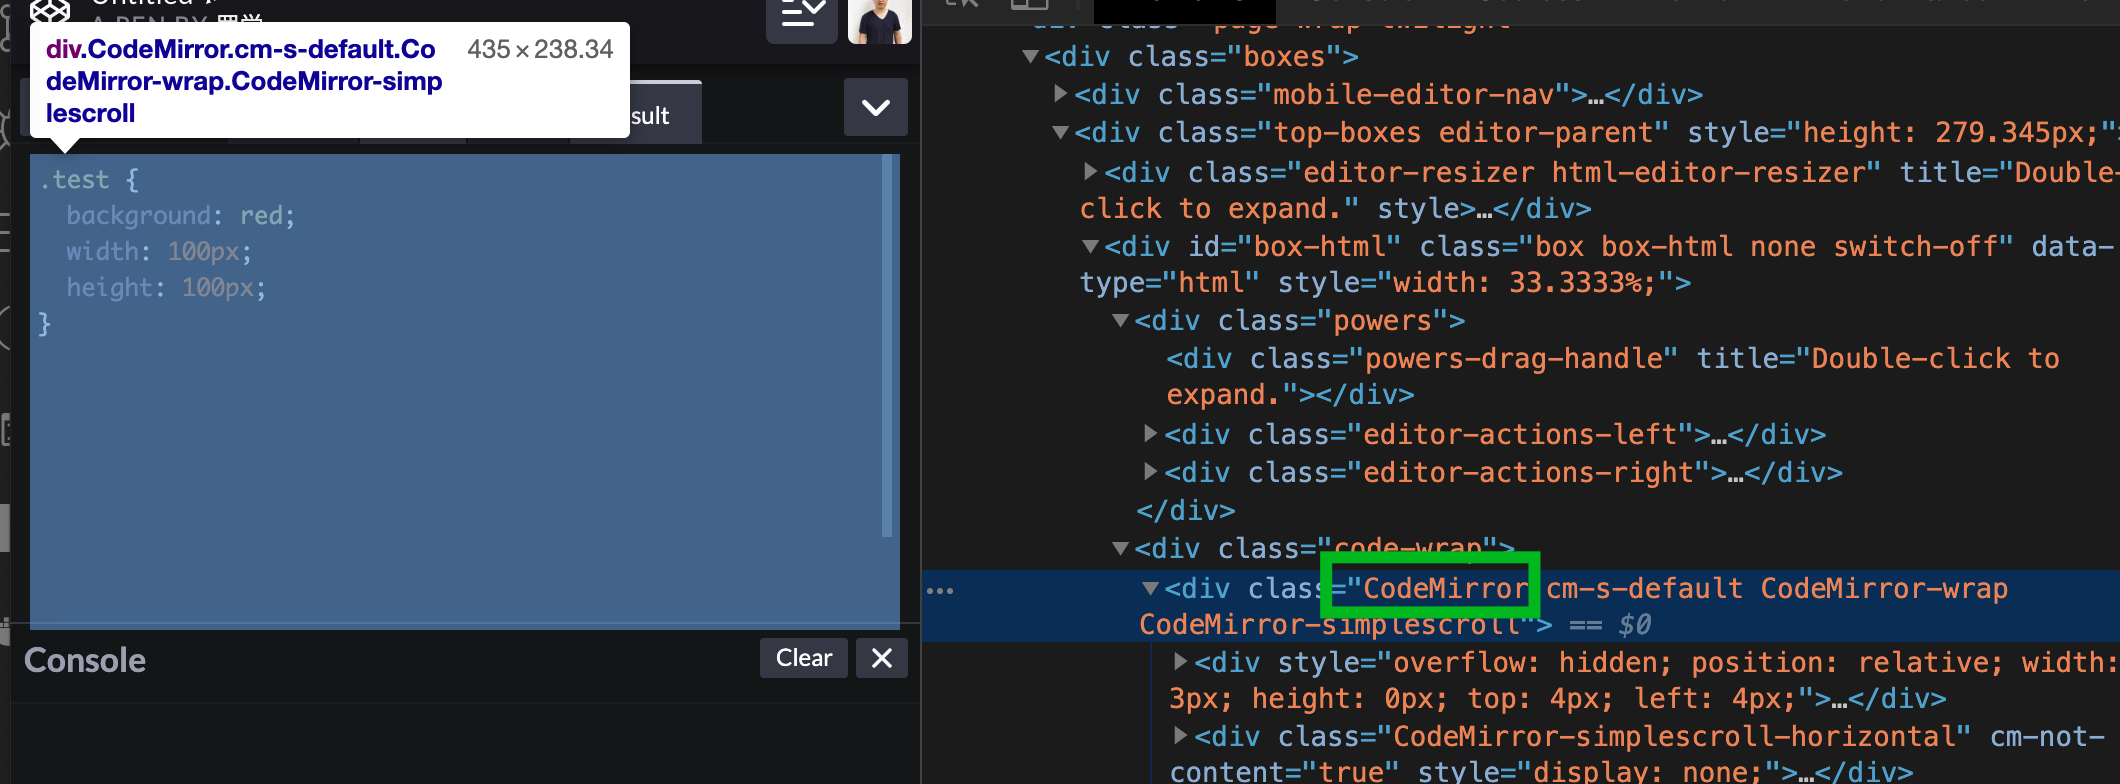 Untitled
A PEN BY
div.CodeMirror.cm-s-default.Co
deMirror-wrap.CodeMirror-simp
lescroll
435 × 238.34
sult
.test {
background: red;
width: 100px;
height: 100px;
}
Console
Clear
<div class="boxes">
<div class="mobile-editor-nav">…</div>
<div class="top-boxes editor-parent" style="height: 279.345px;">
<div class="editor-resizer html-editor-resizer" title="Double-
click to expand." style>…</div>
<div id="box-html" class="box box-html none switch-off" data-
type="html" style="width: 33.3333%;">
<div class="powers">
<div class="powers-drag-handle" title="Double-click to
expand."></div>
<div class="editor-actions-left">…</div>
<div class="editor-actions-right">…</div>
</div>
<div class="code-wrap">
<div class="CodeMirror cm-s-default CodeMirror-wrap
CodeMirror-simplescroll"> == $0
<div style="overflow: hidden; position: relative; width:
3px; height: 0px; top: 4px; left: 4px;">…</div>
<div class="CodeMirror-simplescroll-horizontal" cm-not-
content="true" style="display: none;">…</div>